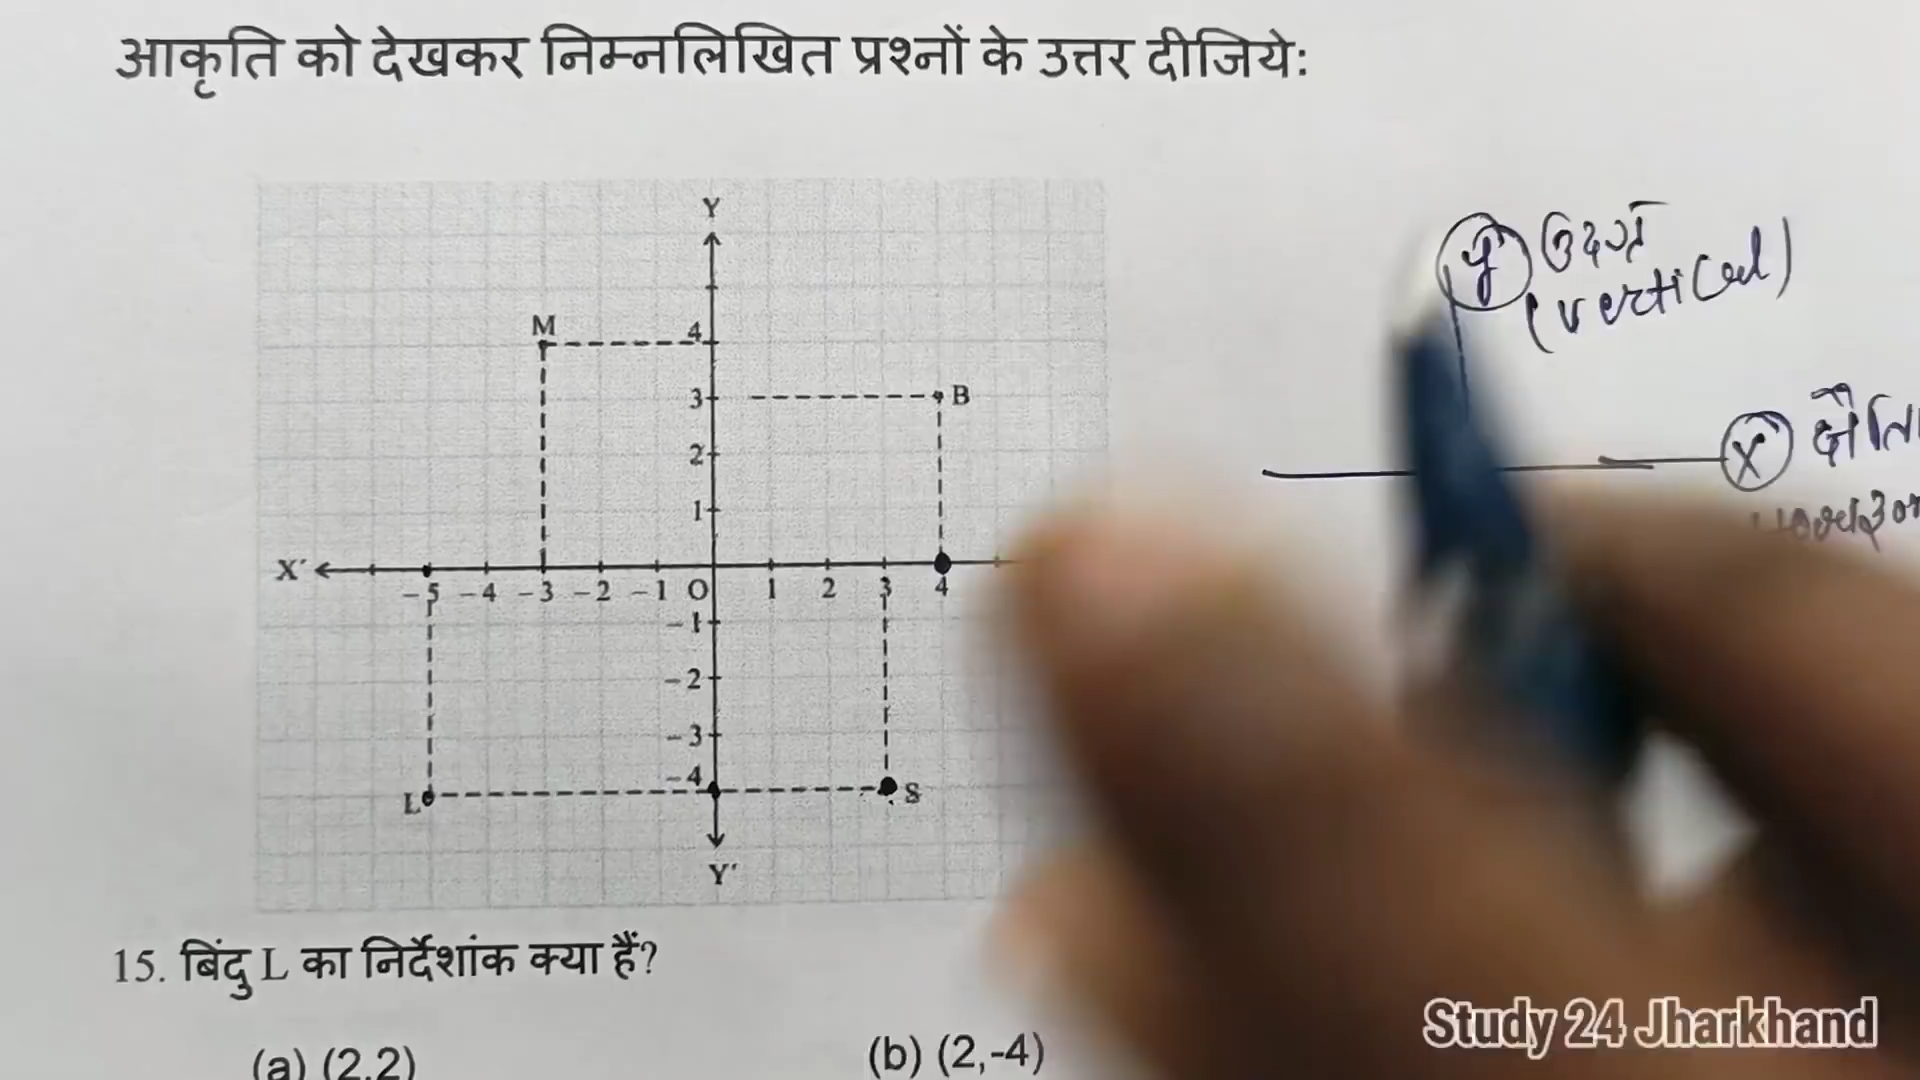 आकृति को देखकर निम्नलिखित प्रश्नों के उत्तर दीजिये:
Y
y उदग्र
(vertical)
M
4
3
B
2
x
1
X'
-5 -4 -3 -2 -1 O 1 2 3 4
-1
-2
-3
-4
L
S
Y'
15. बिंदु L का निर्देशांक क्या हैं?
(a) (2,2)
(b) (2,-4)
Study 24 Jharkhand